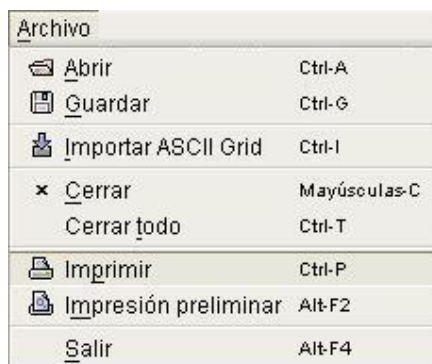 Archivo
Abrir Ctrl-A
Guardar Ctrl-G
Importar ASCII Grid Ctrl-I
Cerrar Mayúsculas-C
Cerrar todo Ctrl-T
Imprimir Ctrl-P
Impresión preliminar Alt-F2
Salir Alt-F4